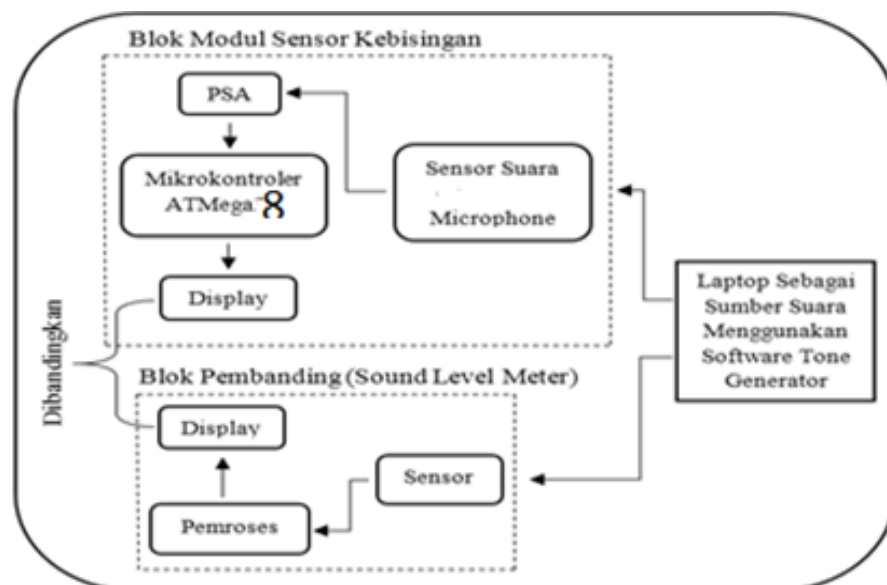 Blok Modul Sensor Kebisingan
PSA
Mikrokontroler
ATMega 8
Display
Sensor Suara
Microphone
Laptop Sebagai
Sumber Suara
Menggunakan
Software Tone
Generator
Dibandingkan
Blok Pembanding (Sound Level Meter)
Display
Sensor
Pemroses